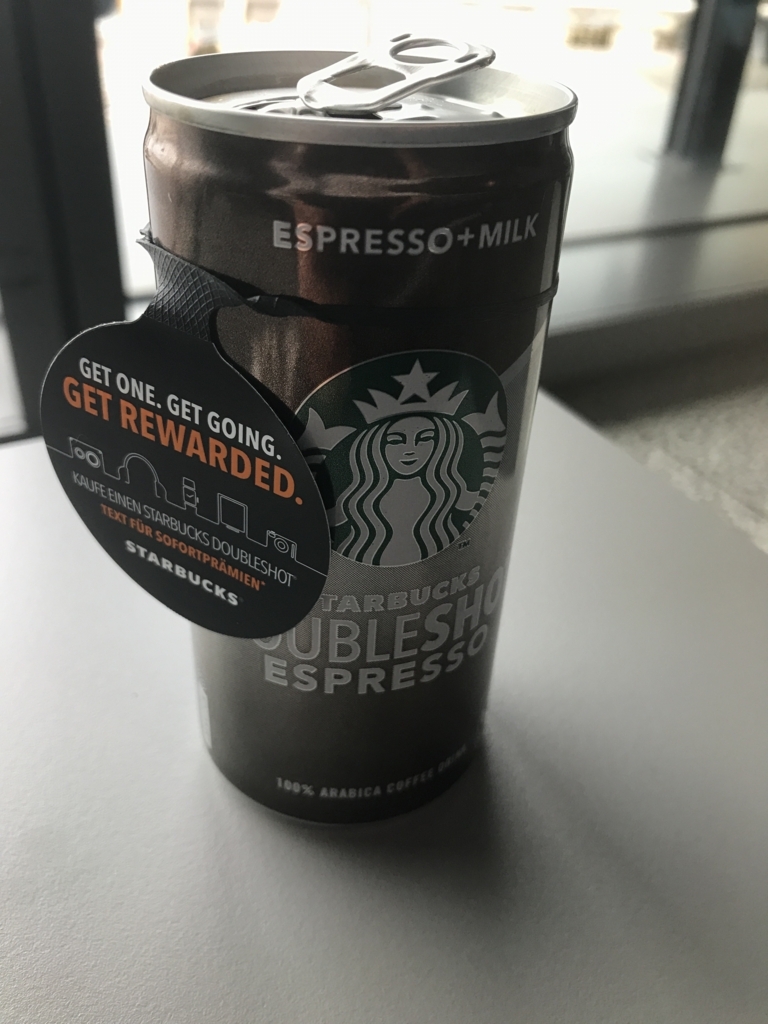 ESPRESSO+MILK
GET ONE. GET GOING.
GET REWARDED.
KAUFE EINEN STARBUCKS DOUBLESHOT
TEXT FÜR SOFORTPRÄMIEN*
STARBUCKS
TM
TARBUCKS
OUBLESHO
ESPRESSO
100% ARABICA COFFEE DRINK